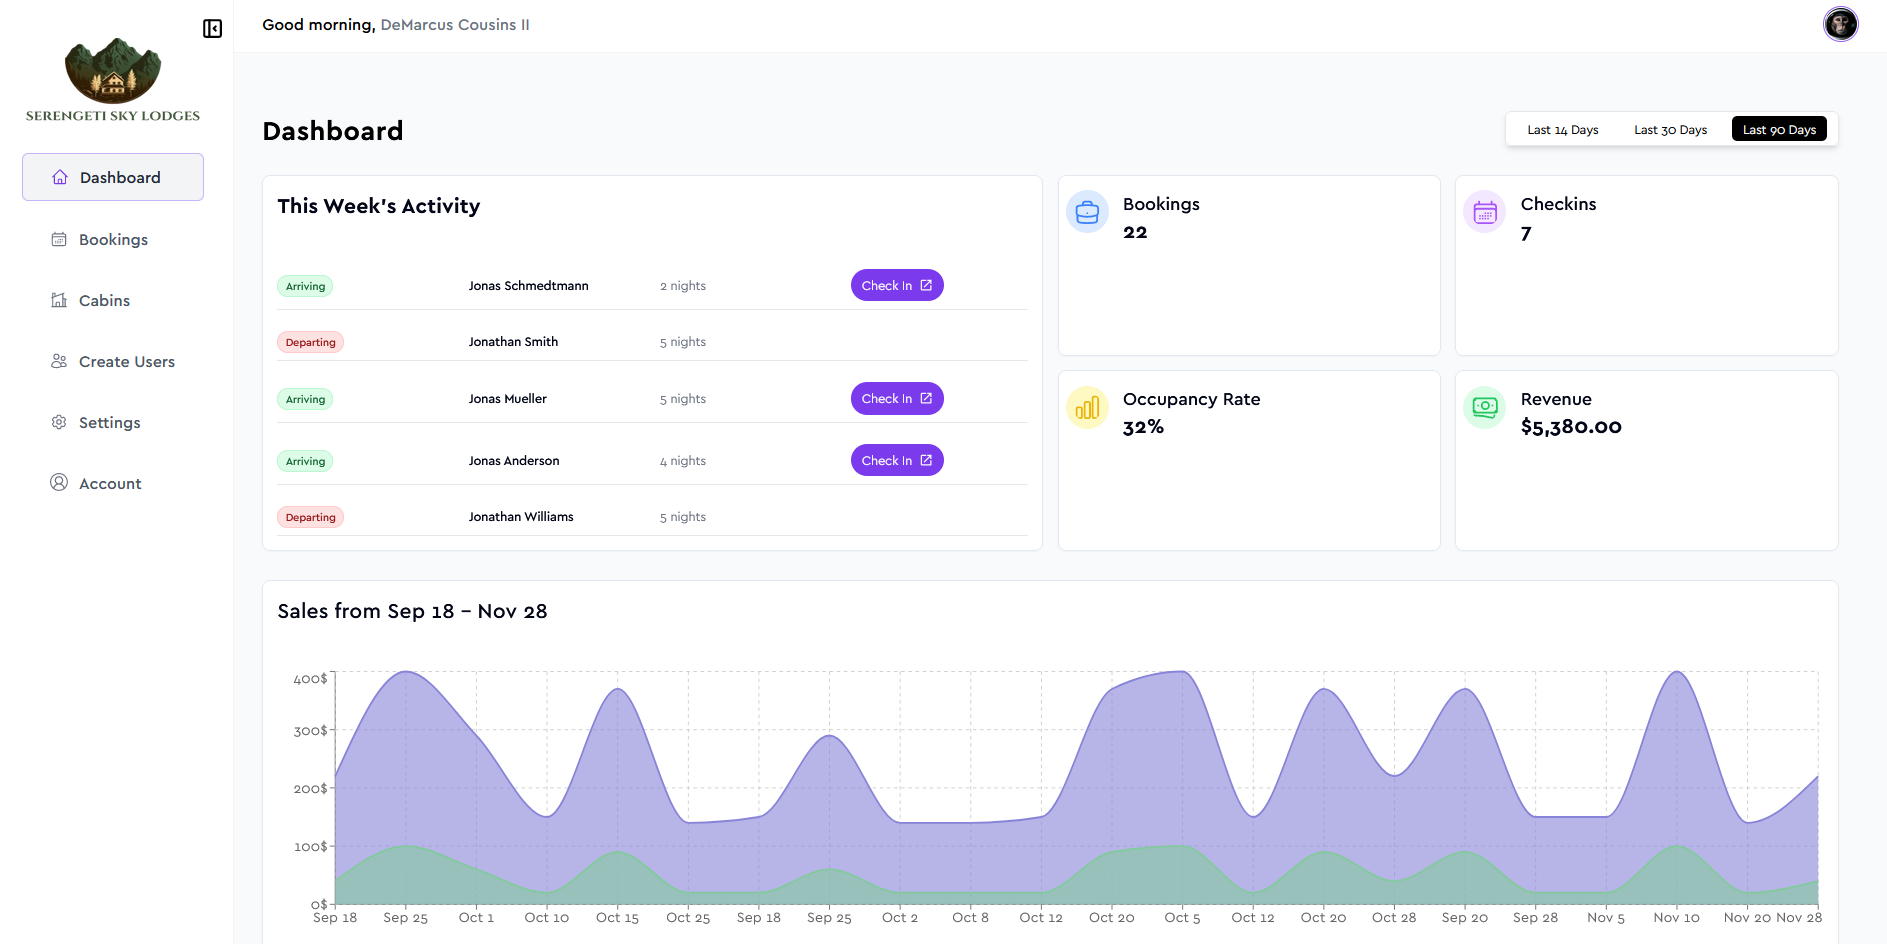 Good morning, DeMarcus Cousins II
SERENGETI SKY LODGES
Dashboard
Bookings
Cabins
Create Users
Settings
Account
Dashboard
Last 14 Days
Last 30 Days
Last 90 Days
This Week's Activity
Arriving Jonas Schmedtmann 2 nights Check In
Departing Jonathan Smith 5 nights
Arriving Jonas Mueller 5 nights Check In
Arriving Jonas Anderson 4 nights Check In
Departing Jonathan Williams 5 nights
Bookings
22
Checkins
7
Occupancy Rate
32%
Revenue
$5,380.00
Sales from Sep 18 – Nov 28
400$
300$
200$
100$
0$
Sep 18 Sep 25 Oct 1 Oct 10 Oct 15 Oct 25 Sep 18 Sep 25 Oct 2 Oct 8 Oct 12 Oct 20 Oct 5 Oct 12 Oct 20 Oct 28 Sep 20 Sep 28 Nov 5 Nov 10 Nov 20 Nov 28